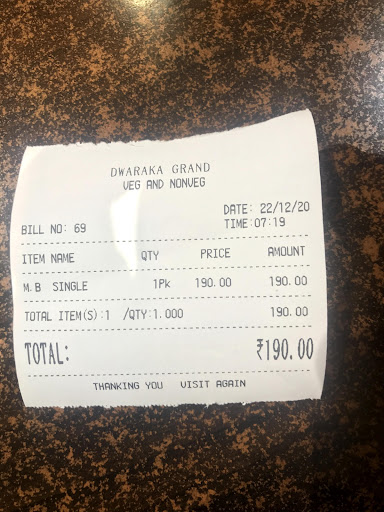 DWARAKA GRAND
VEG AND NONVEG
DATE: 22/12/20
BILL NO: 69 TIME:07:19
ITEM NAME QTY PRICE AMOUNT
M.B SINGLE 1Pk 190.00 190.00
TOTAL ITEM(S):1 /QTY:1.000 190.00
TOTAL: ₹190.00
THANKING YOU VISIT AGAIN